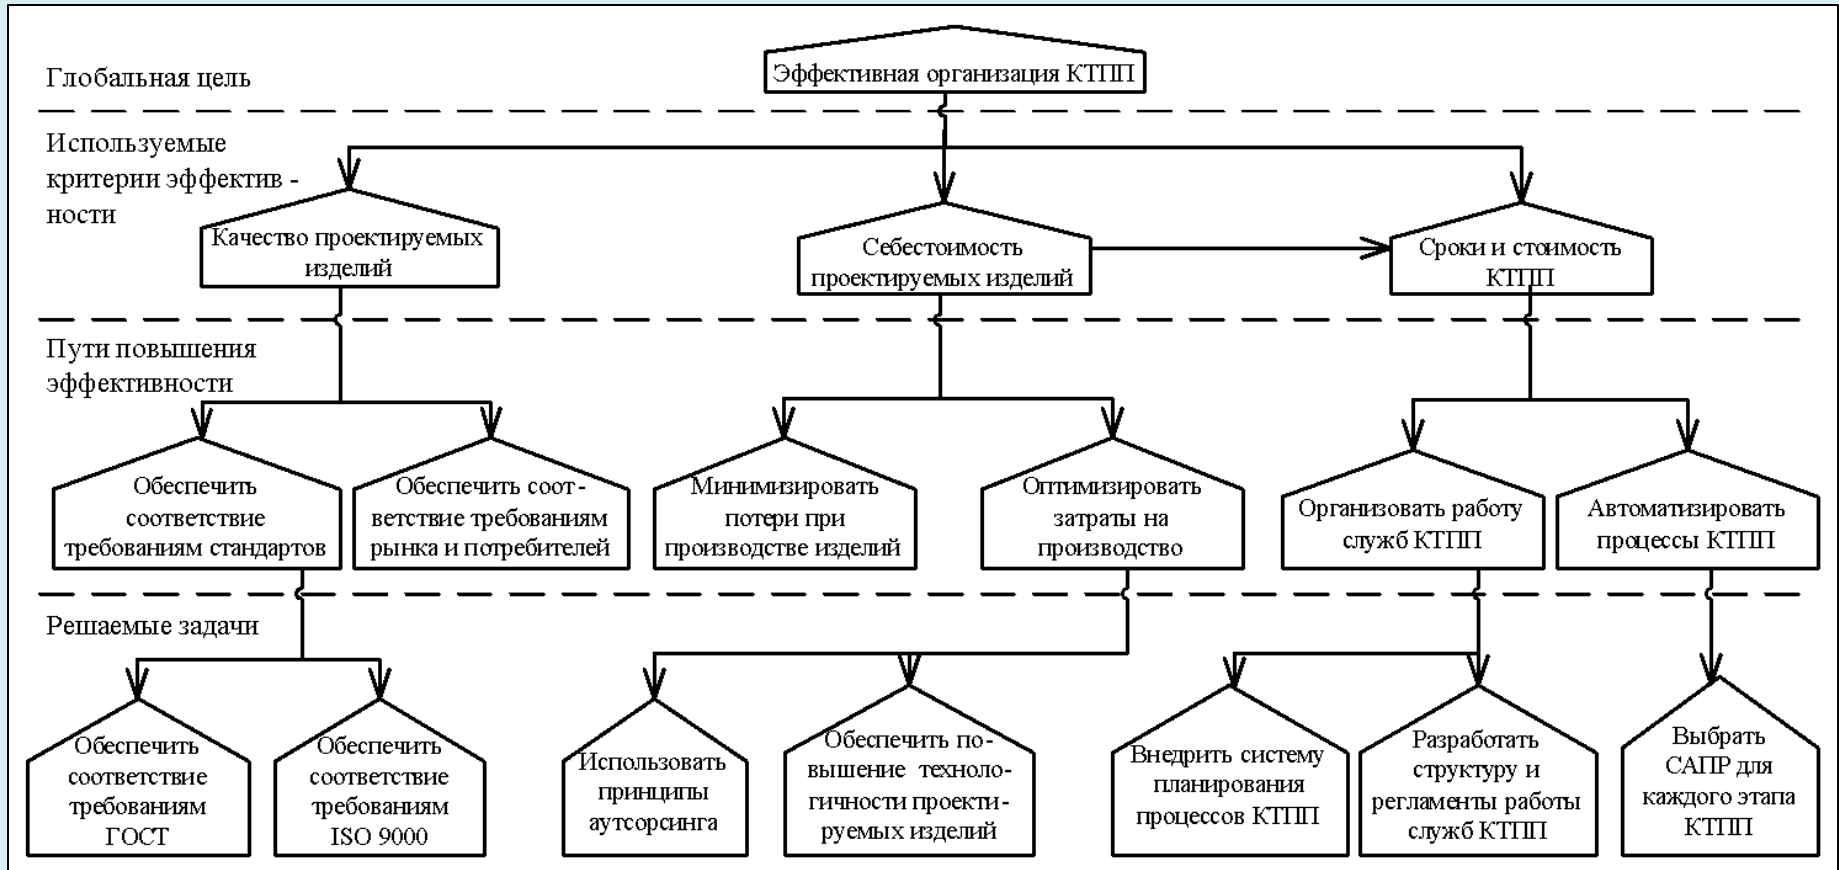 Глобальная цель
Эффективная организация КТПП
Используемые
критерии эффектив -
ности
Качество проектируемых
изделий
Себестоимость
проектируемых изделий
Сроки и стоимость
КТПП
Пути повышения
эффективности
Обеспечить
соответствие
требованиям стандартов
Обеспечить соот-
ветствие требованиям
рынка и потребителей
Минимизировать
потери при
производстве изделий
Оптимизировать
затраты на
производство
Организовать работу
служб КТПП
Автоматизировать
процессы КТПП
Решаемые задачи
Обеспечить
соответствие
требованиям
ГОСТ
Обеспечить
соответствие
требованиям
ISO 9000
Использовать
принципы
аутсорсинга
Обеспечить по-
вышение техноло-
гичности проекти-
руемых изделий
Внедрить систему
планирования
процессов КТПП
Разработать
структуру и
регламенты работы
служб КТПП
Выбрать
САПР для
каждого этапа
КТПП